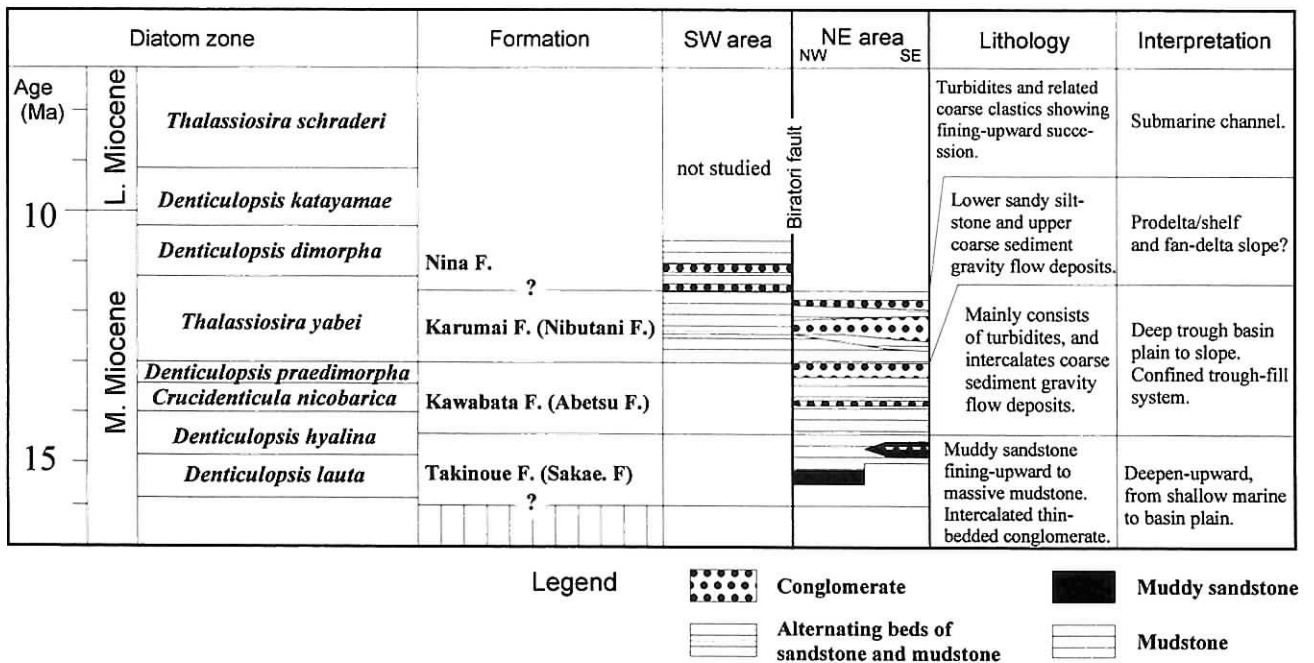 Diatom zone
Formation
SW area
NE area
NW SE
Lithology
Interpretation
Age
(Ma)
10
15
L. Miocene
M. Miocene
Thalassiosira schraderi
Denticulopsis katayamae
Denticulopsis dimorpha
Thalassiosira yabei
Denticulopsis praedimorpha
Crucidenticula nicobarica
Denticulopsis hyalina
Denticulopsis lauta
Nina F.
?
Karumai F. (Nibutani F.)
Kawabata F. (Abetsu F.)
Takinoue F. (Sakae. F)
?
not studied
Biratori fault
Turbidites and related
coarse clastics showing
fining-upward succe-
ssion.
Lower sandy silt-
stone and upper
coarse sediment
gravity flow deposits.
Mainly consists
of turbidites, and
intercalates coarse
sediment gravity
flow deposits.
Muddy sandstone
fining-upward to
massive mudstone.
Intercalated thin-
bedded conglomerate.
Submarine channel.
Prodelta/shelf
and fan-delta slope?
Deep trough basin
plain to slope.
Confined trough-fill
system.
Deepen-upward,
from shallow marine
to basin plain.
Legend
Conglomerate
Muddy sandstone
Alternating beds of
sandstone and mudstone
Mudstone